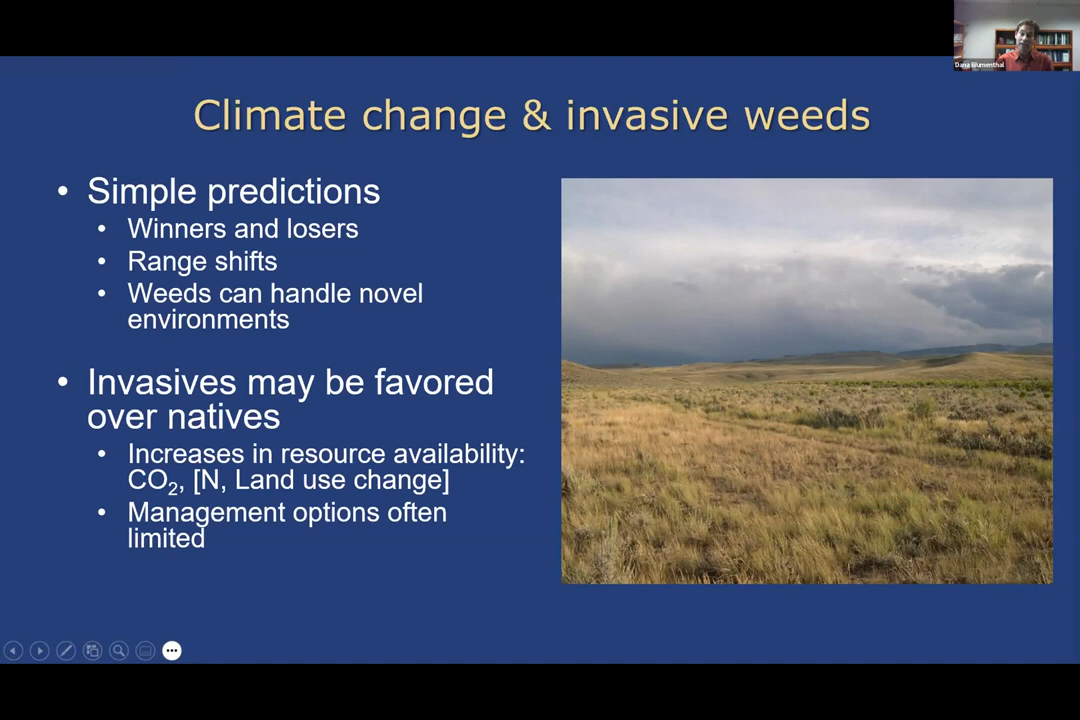 Dana Blumenthal
Climate change & invasive weeds
• Simple predictions
• Winners and losers
• Range shifts
• Weeds can handle novel
environments
• Invasives may be favored
over natives
• Increases in resource availability:
CO₂, [N, Land use change]
• Management options often
limited